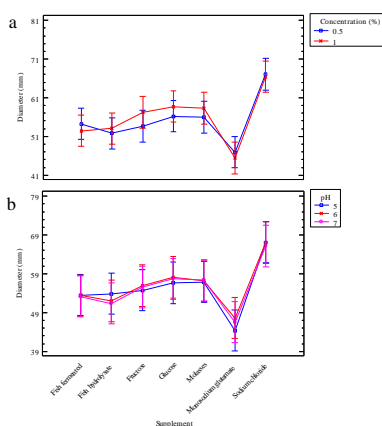 a
Concentration (%)
0.5
1
Diameter (mm)
81
71
61
51
41
b
pH
5
6
7
Diameter (mm)
79
69
59
49
39
Fish fermented
Fish hydrolysate
Fructose
Glucose
Molasses
Monosodium glutamate
Sodium chloride
Supplement